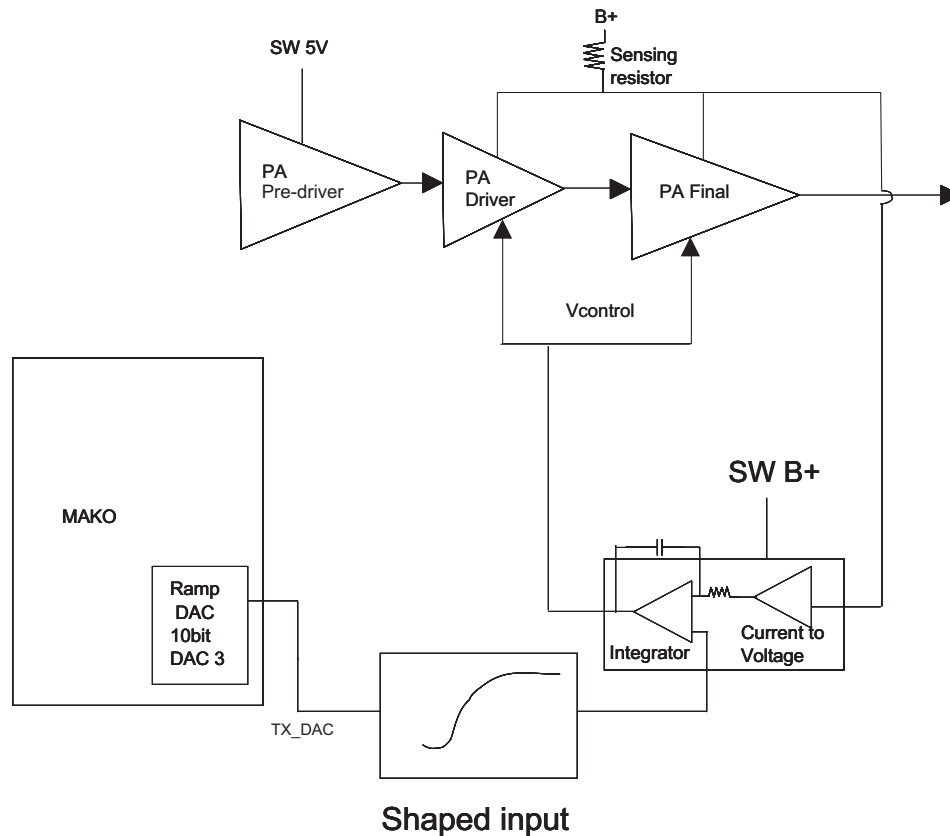 B+
SW 5V
Sensing
resistor
PA
Pre-driver
PA
Driver
PA Final
Vcontrol
SW B+
MAKO
Ramp
DAC
10bit
DAC 3
Integrator
Current to
Voltage
TX_DAC
Shaped input